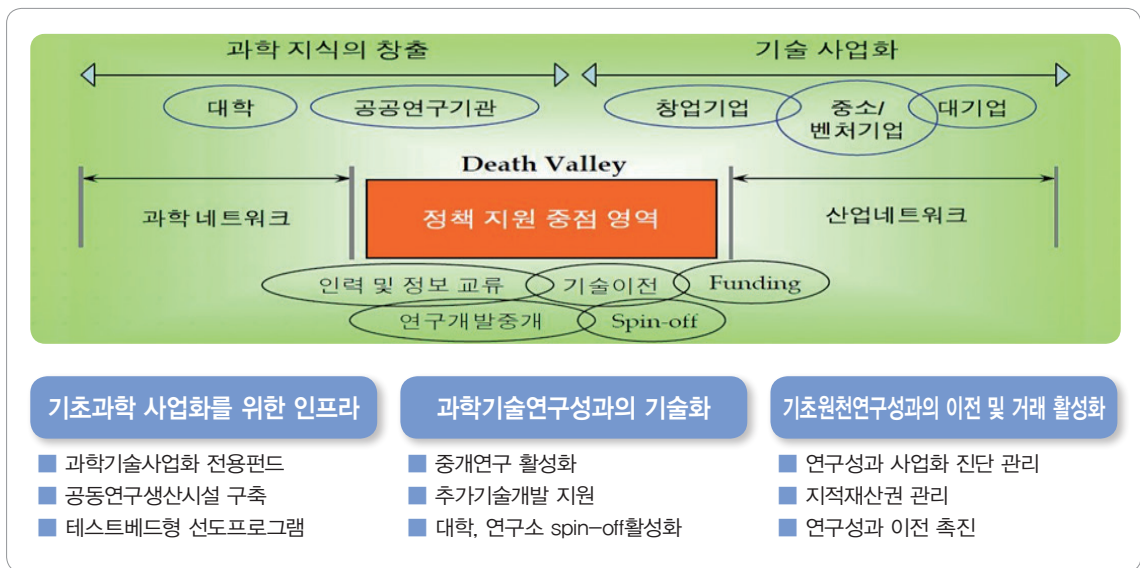 과학 지식의 창출
기술 사업화
대학
공공연구기관
창업기업
중소/
벤처기업
대기업
Death Valley
과학네트워크
정책 지원 중점 영역
산업네트워크
인력 및 정보 교류
기술이전
Funding
연구개발중개
Spin-off
기초과학 사업화를 위한 인프라
■ 과학기술사업화 전용펀드
■ 공동연구생산시설 구축
■ 테스트베드형 선도프로그램
과학기술연구성과의 기술화
■ 중개연구 활성화
■ 추가기술개발 지원
■ 대학, 연구소 spin-off활성화
기초원천연구성과의 이전 및 거래 활성화
■ 연구성과 사업화 진단 관리
■ 지적재산권 관리
■ 연구성과 이전 촉진